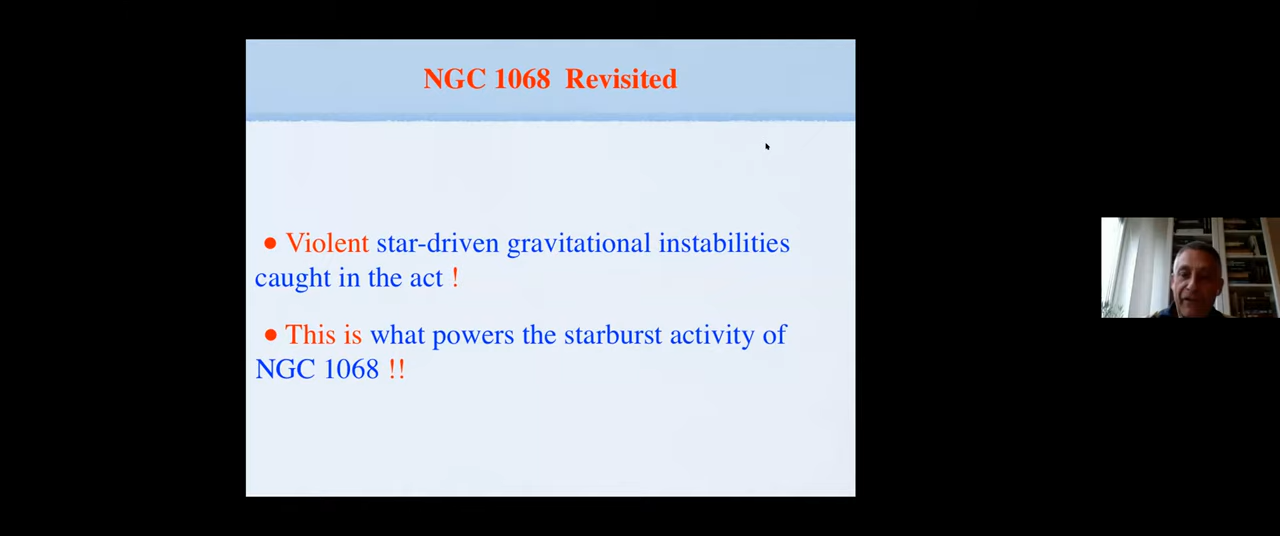 NGC 1068 Revisited
● Violent star-driven gravitational instabilities
caught in the act !
● This is what powers the starburst activity of
NGC 1068 !!